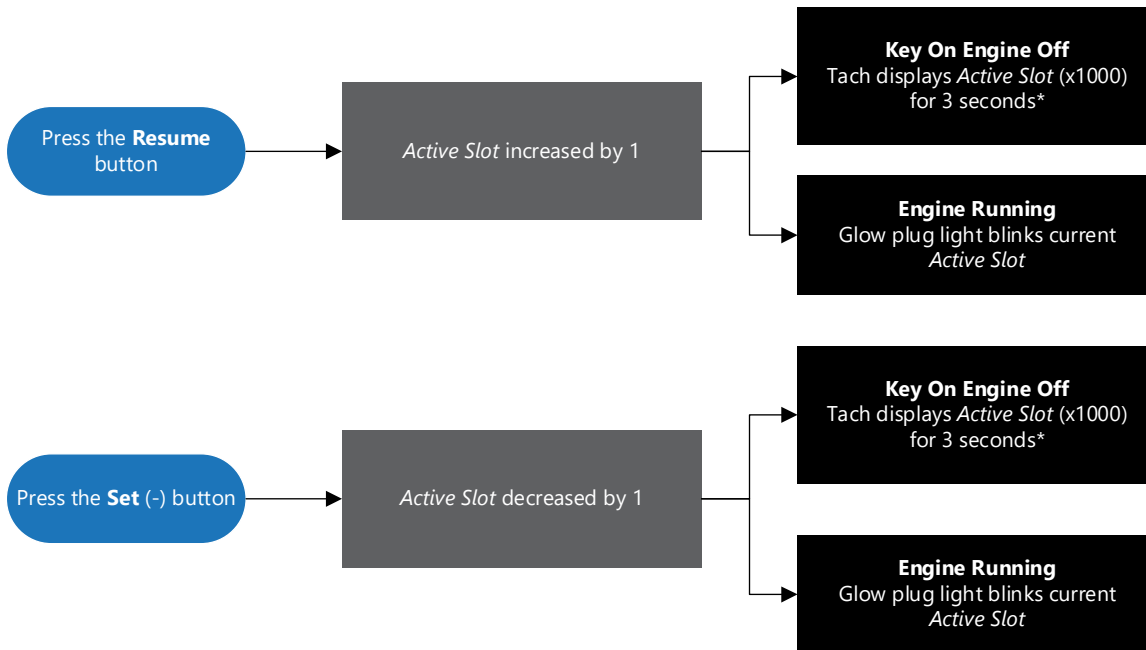 Press the Resume
button
Active Slot increased by 1
Key On Engine Off
Tach displays Active Slot (x1000)
for 3 seconds*
Engine Running
Glow plug light blinks current
Active Slot
Press the Set (-) button
Active Slot decreased by 1
Key On Engine Off
Tach displays Active Slot (x1000)
for 3 seconds*
Engine Running
Glow plug light blinks current
Active Slot